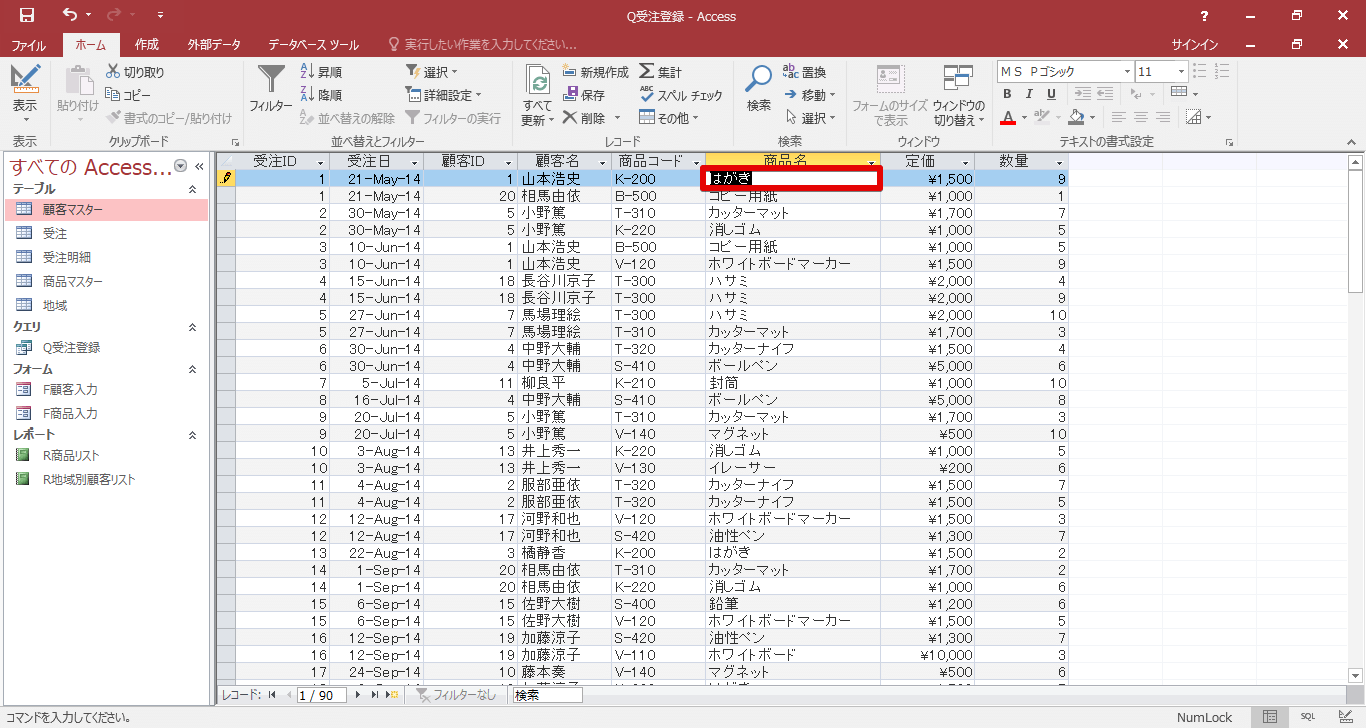 Q受注登録 - Access
ファイル ホーム 作成 外部データ データベース ツール 実行したい作業を入力してください... サインイン
表示
表示
貼り付け
切り取り
コピー
書式のコピー/貼り付け
クリップボード
フィルター
昇順
降順
並べ替えの解除
選択
詳細設定
フィルターの実行
並べ替えとフィルター
すべて
更新
新規作成
保存
削除
集計
スペル チェック
その他
レコード
検索
置換
移動
選択
検索
フォームのサイズ
で表示
ウィンドウの
切り替え
ウィンドウ
MS Pゴシック 11
B I U
テキストの書式設定
すべての Access...
テーブル
顧客マスター
受注
受注明細
商品マスター
地域
クエリ
Q受注登録
フォーム
F顧客入力
F商品入力
レポート
R商品リスト
R地域別顧客リスト
受注ID 受注日 顧客ID 顧客名 商品コード 商品名 定価 数量
1 21-May-14 1 山本浩史 K-200 はがき ¥1,500 9
1 21-May-14 20 相馬由依 B-500 コピー用紙 ¥1,000 1
2 30-May-14 5 小野篤 T-310 カッターマット ¥1,700 7
2 30-May-14 5 小野篤 K-220 消しゴム ¥1,000 5
3 10-Jun-14 1 山本浩史 B-500 コピー用紙 ¥1,000 5
3 10-Jun-14 1 山本浩史 V-120 ホワイトボードマーカー ¥1,500 9
4 15-Jun-14 18 長谷川京子 T-300 ハサミ ¥2,000 4
4 15-Jun-14 18 長谷川京子 T-300 ハサミ ¥2,000 9
5 27-Jun-14 7 馬場理絵 T-300 ハサミ ¥2,000 10
5 27-Jun-14 7 馬場理絵 T-310 カッターマット ¥1,700 3
6 30-Jun-14 4 中野大輔 T-320 カッターナイフ ¥1,500 4
6 30-Jun-14 4 中野大輔 S-410 ボールペン ¥5,000 6
7 5-Jul-14 11 柳良平 K-210 封筒 ¥1,000 10
8 16-Jul-14 4 中野大輔 S-410 ボールペン ¥5,000 8
9 20-Jul-14 5 小野篤 T-310 カッターマット ¥1,700 3
9 20-Jul-14 5 小野篤 V-140 マグネット ¥500 10
10 3-Aug-14 13 井上秀一 K-220 消しゴム ¥1,000 5
10 3-Aug-14 13 井上秀一 V-130 イレーサー ¥200 6
11 4-Aug-14 2 服部亜依 T-320 カッターナイフ ¥1,500 7
11 4-Aug-14 2 服部亜依 T-320 カッターナイフ ¥1,500 5
12 12-Aug-14 17 河野和也 V-120 ホワイトボードマーカー ¥1,500 3
12 12-Aug-14 17 河野和也 S-420 油性ペン ¥1,300 7
13 22-Aug-14 3 橘静香 K-200 はがき ¥1,500 2
14 1-Sep-14 20 相馬由依 T-310 カッターマット ¥1,700 2
14 1-Sep-14 20 相馬由依 K-220 消しゴム ¥1,000 6
15 6-Sep-14 15 佐野大樹 S-400 鉛筆 ¥1,200 6
15 6-Sep-14 15 佐野大樹 V-120 ホワイトボードマーカー ¥1,500 5
16 12-Sep-14 19 加藤涼子 S-420 油性ペン ¥1,300 7
16 12-Sep-14 19 加藤涼子 V-110 ホワイトボード ¥10,000 3
17 24-Sep-14 10 藤本奏 V-140 マグネット ¥500 6
レコード: 1 / 90 フィルターなし 検索
コマンドを入力してください。 NumLock SQL